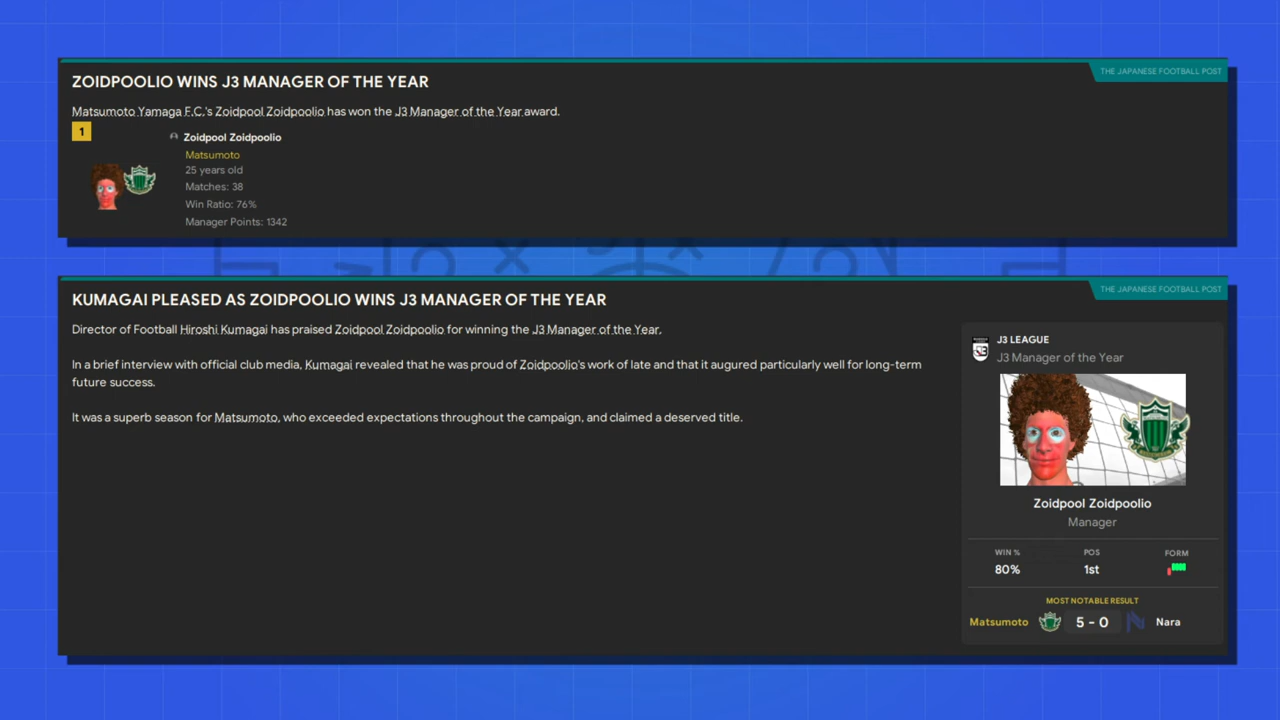 THE JAPANESE FOOTBALL POST
ZOIDPOOLIO WINS J3 MANAGER OF THE YEAR
Matsumoto Yamaga F.C.'s Zoidpool Zoidpoolio has won the J3 Manager of the Year award.
1
Zoidpool Zoidpoolio
Matsumoto
25 years old
Matches: 38
Win Ratio: 76%
Manager Points: 1342
THE JAPANESE FOOTBALL POST
KUMAGAI PLEASED AS ZOIDPOOLIO WINS J3 MANAGER OF THE YEAR
Director of Football Hiroshi Kumagai has praised Zoidpool Zoidpoolio for winning the J3 Manager of the Year.
In a brief interview with official club media, Kumagai revealed that he was proud of Zoidpoolio's work of late and that it augured particularly well for long-term
future success.
It was a superb season for Matsumoto, who exceeded expectations throughout the campaign, and claimed a deserved title.
J3 LEAGUE
J3 Manager of the Year
Zoidpool Zoidpoolio
Manager
WIN % POS FORM
80% 1st
MOST NOTABLE RESULT
Matsumoto 5 - 0 Nara